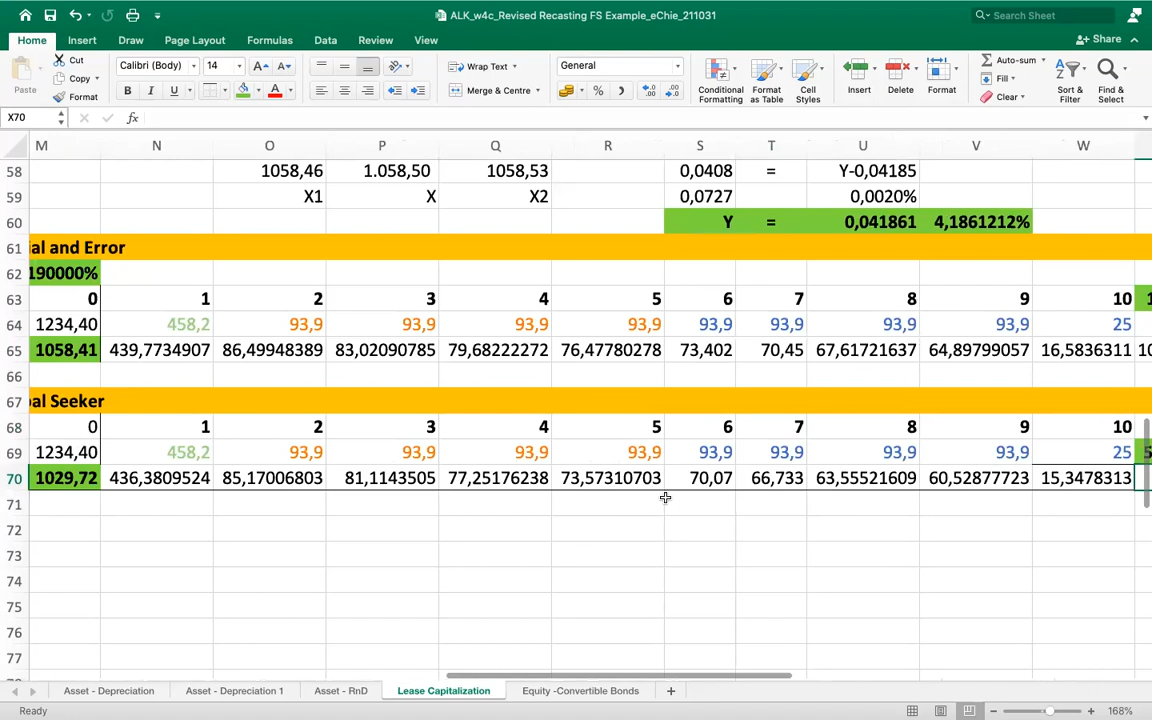 ALK_w4c_Revised Recasting FS Example_eChie_211031
Search Sheet
Home Insert Draw Page Layout Formulas Data Review View
Share
Paste
Cut
Copy
Format
Calibri (Body) 14
B I U
Wrap Text
Merge & Centre
General
Conditional Formatting
Format as Table
Cell Styles
Insert
Delete
Format
Auto-sum
Fill
Clear
Sort & Filter
Find & Select
X70 fx
M N O P Q R S T U V W
58 1058,46 1.058,50 1058,53 0,0408 = Y-0,04185
59 X1 X X2 0,0727 0,0020%
60 Y = 0,041861 4,1861212%
61 ial and Error
62 190000%
63 0 1 2 3 4 5 6 7 8 9 10 1
64 1234,40 458,2 93,9 93,9 93,9 93,9 93,9 93,9 93,9 93,9 25
65 1058,41 439,7734907 86,49948389 83,02090785 79,68222272 76,47780278 73,402 70,45 67,61721637 64,89799057 16,5836311 10
66
67 al Seeker
68 0 1 2 3 4 5 6 7 8 9 10
69 1234,40 458,2 93,9 93,9 93,9 93,9 93,9 93,9 93,9 93,9 25 5
70 1029,72 436,3809524 85,17006803 81,1143505 77,25176238 73,57310703 70,07 66,733 63,55521609 60,52877723 15,3478313
71
72
73
74
75
76
77
Asset - Depreciation Asset - Depreciation 1 Asset - RnD Lease Capitalization Equity -Convertible Bonds +
Ready
168%